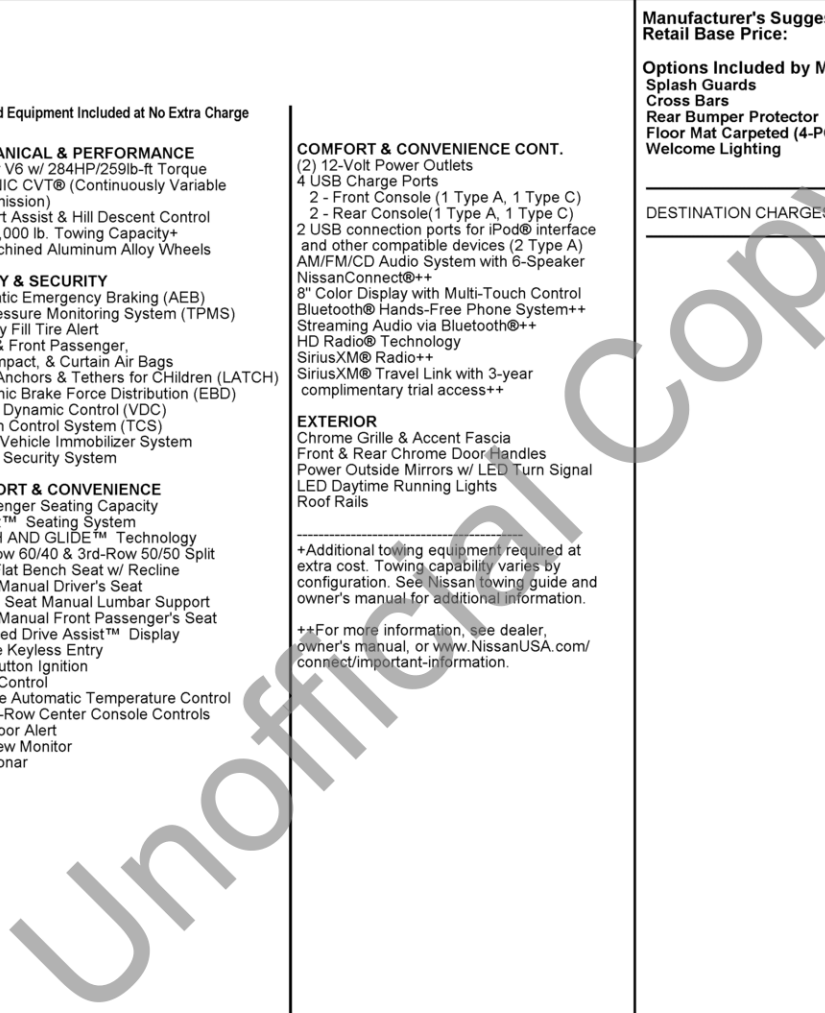 d Equipment Included at No Extra Charge
ANICAL & PERFORMANCE
V6 w/ 284HP/259lb-ft Torque
NIC CVT® (Continuously Variable
mission)
rt Assist & Hill Descent Control
,000 lb. Towing Capacity+
chined Aluminum Alloy Wheels
Y & SECURITY
tic Emergency Braking (AEB)
essure Monitoring System (TPMS)
y Fill Tire Alert
& Front Passenger,
mpact, & Curtain Air Bags
Anchors & Tethers for CHildren (LATCH)
nic Brake Force Distribution (EBD)
Dynamic Control (VDC)
n Control System (TCS)
Vehicle Immobilizer System
Security System
ORT & CONVENIENCE
enger Seating Capacity
t™ Seating System
H AND GLIDE™ Technology
ow 60/40 & 3rd-Row 50/50 Split
Flat Bench Seat w/ Recline
Manual Driver's Seat
Seat Manual Lumbar Support
Manual Front Passenger's Seat
ed Drive Assist™ Display
e Keyless Entry
utton Ignition
Control
e Automatic Temperature Control
-Row Center Console Controls
oor Alert
ew Monitor
onar
COMFORT & CONVENIENCE CONT.
(2) 12-Volt Power Outlets
4 USB Charge Ports
2 - Front Console (1 Type A, 1 Type C)
2 - Rear Console(1 Type A, 1 Type C)
2 USB connection ports for iPod® interface
and other compatible devices (2 Type A)
AM/FM/CD Audio System with 6-Speaker
NissanConnect®++
8" Color Display with Multi-Touch Control
Bluetooth® Hands-Free Phone System++
Streaming Audio via Bluetooth®++
HD Radio® Technology
SiriusXM® Radio++
SiriusXM® Travel Link with 3-year
complimentary trial access++
EXTERIOR
Chrome Grille & Accent Fascia
Front & Rear Chrome Door Handles
Power Outside Mirrors w/ LED Turn Signal
LED Daytime Running Lights
Roof Rails
-------------------------------------------
+Additional towing equipment required at
extra cost. Towing capability varies by
configuration. See Nissan towing guide and
owner's manual for additional information.
++For more information, see dealer,
owner's manual, or www.NissanUSA.com/
connect/important-information.
Manufacturer's Sugge
Retail Base Price:
Options Included by M
Splash Guards
Cross Bars
Rear Bumper Protector
Floor Mat Carpeted (4-P
Welcome Lighting
DESTINATION CHARGES
Unofficial Copy